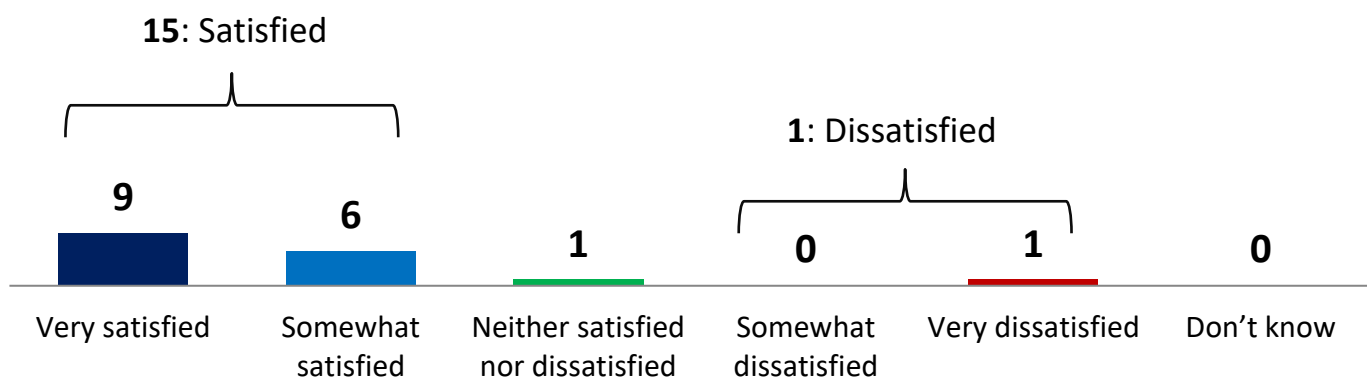 15: Satisfied
1: Dissatisfied
9
6
1
0
1
0
Very satisfied
Somewhat
satisfied
Neither satisfied
nor dissatisfied
Somewhat
dissatisfied
Very dissatisfied
Don’t know